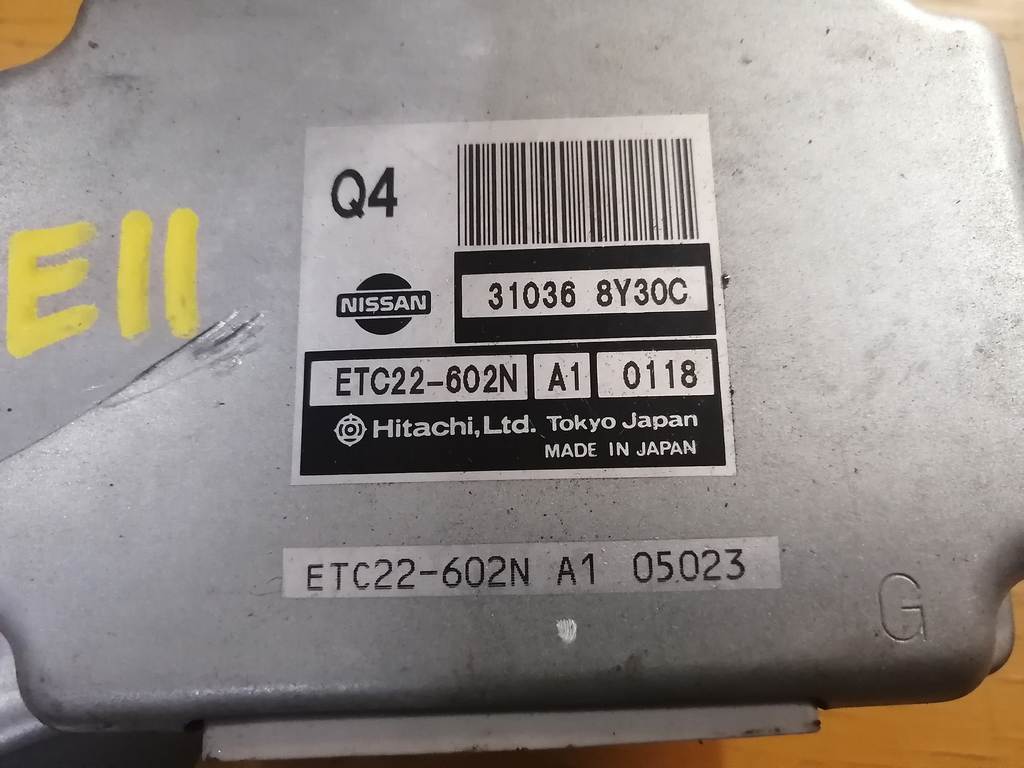 Q4
E11
NISSAN
31036 8Y30C
ETC22-602N A1 0118
Hitachi, Ltd. Tokyo Japan
MADE IN JAPAN
ETC22-602N A1 05023
G